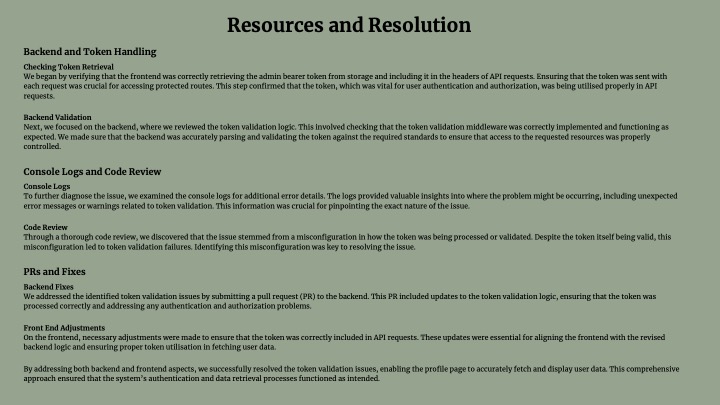 Resources and Resolution
Backend and Token Handling
Checking Token Retrieval
We began by verifying that the frontend was correctly retrieving the admin bearer token from storage and including it in the headers of API requests. Ensuring that the token was sent with
each request was crucial for accessing protected routes. This step confirmed that the token, which was vital for user authentication and authorization, was being utilised properly in API
requests.
Backend Validation
Next, we focused on the backend, where we reviewed the token validation logic. This involved checking that the token validation middleware was correctly implemented and functioning as
expected. We made sure that the backend was accurately parsing and validating the token against the required standards to ensure that access to the requested resources was properly
controlled.
Console Logs and Code Review
Console Logs
To further diagnose the issue, we examined the console logs for additional error details. The logs provided valuable insights into where the problem might be occurring, including unexpected
error messages or warnings related to token validation. This information was crucial for pinpointing the exact nature of the issue.
Code Review
Through a thorough code review, we discovered that the issue stemmed from a misconfiguration in how the token was being processed or validated. Despite the token itself being valid, this
misconfiguration led to token validation failures. Identifying this misconfiguration was key to resolving the issue.
PRs and Fixes
Backend Fixes
We addressed the identified token validation issues by submitting a pull request (PR) to the backend. This PR included updates to the token validation logic, ensuring that the token was
processed correctly and addressing any authentication and authorization problems.
Front End Adjustments
On the frontend, necessary adjustments were made to ensure that the token was correctly included in API requests. These updates were essential for aligning the frontend with the revised
backend logic and ensuring proper token utilisation in fetching user data.
By addressing both backend and frontend aspects, we successfully resolved the token validation issues, enabling the profile page to accurately fetch and display user data. This comprehensive
approach ensured that the system's authentication and data retrieval processes functioned as intended.